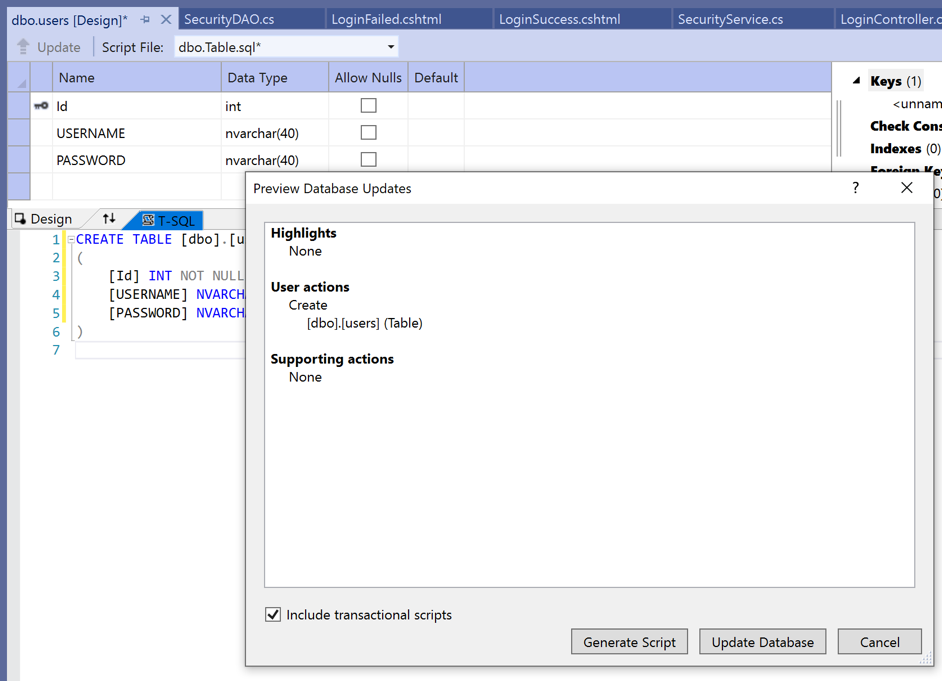 dbo.users [Design]* SecurityDAO.cs LoginFailed.cshtml LoginSuccess.cshtml SecurityService.cs LoginController.c
Update Script File: dbo.Table.sql*
Name Data Type Allow Nulls Default
Id int
USERNAME nvarchar(40)
PASSWORD nvarchar(40)
Keys (1)
<unnam
Check Cons
Indexes (0)
Foreign Key
Design T-SQL
1 CREATE TABLE [dbo].[u
2 (
3 [Id] INT NOT NULL
4 [USERNAME] NVARCH
5 [PASSWORD] NVARCH
6 )
7
Preview Database Updates ?
Highlights
None
User actions
Create
[dbo].[users] (Table)
Supporting actions
None
Include transactional scripts
Generate Script Update Database Cancel